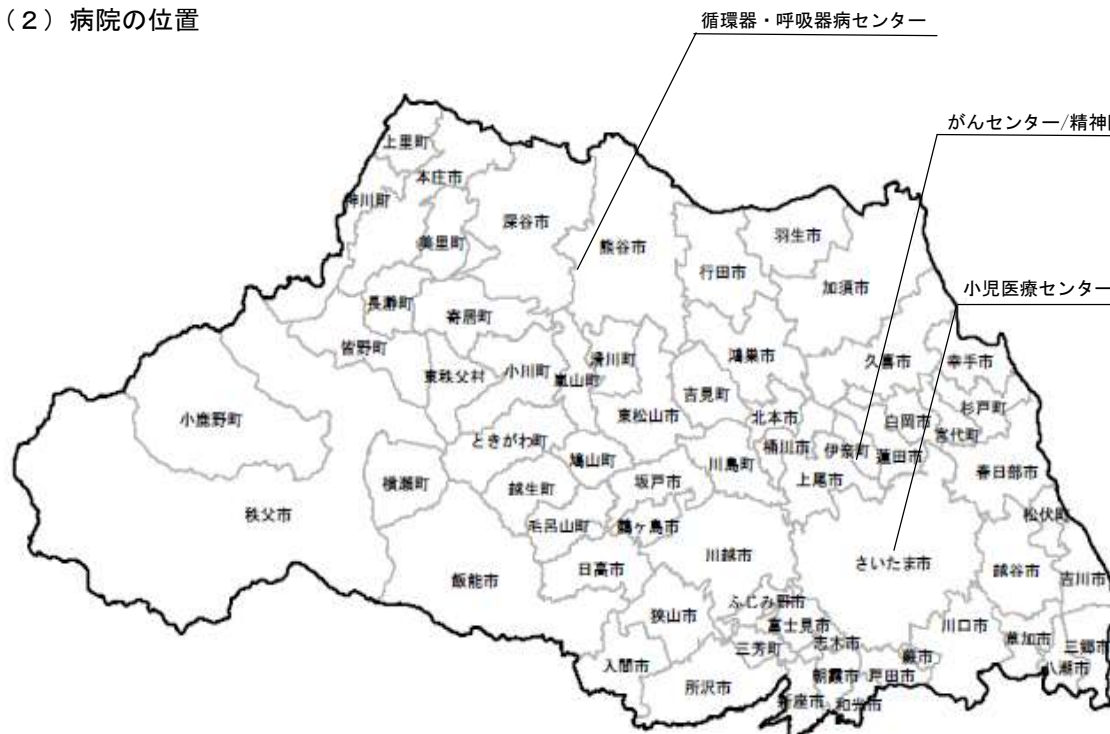 （２）病院の位置
循環器・呼吸器病センター
がんセンター/精神
小児医療センター
上里町
本庄市
神川町
美里町
深谷市
熊谷市
行田市
羽生市
加須市
長瀞町
寄居町
皆野町
東秩父村
小川町
嵐山町
滑川町
東松山市
吉見町
鴻巣市
久喜市
幸手市
北本市
桶川市
伊奈町
白岡市
蓮田市
宮代町
杉戸町
小鹿野町
ときがわ町
鳩山町
川島町
上尾市
春日部市
横瀬町
越生町
坂戸市
秩父市
毛呂山町
鶴ヶ島市
松伏町
飯能市
日高市
川越市
さいたま市
越谷市
吉川市
狭山市
ふじみ野市
富士見市
三芳町
志木市
川口市
草加市
三郷市
八潮市
入間市
所沢市
朝霞市
戸田市
蕨市
新座市
和光市